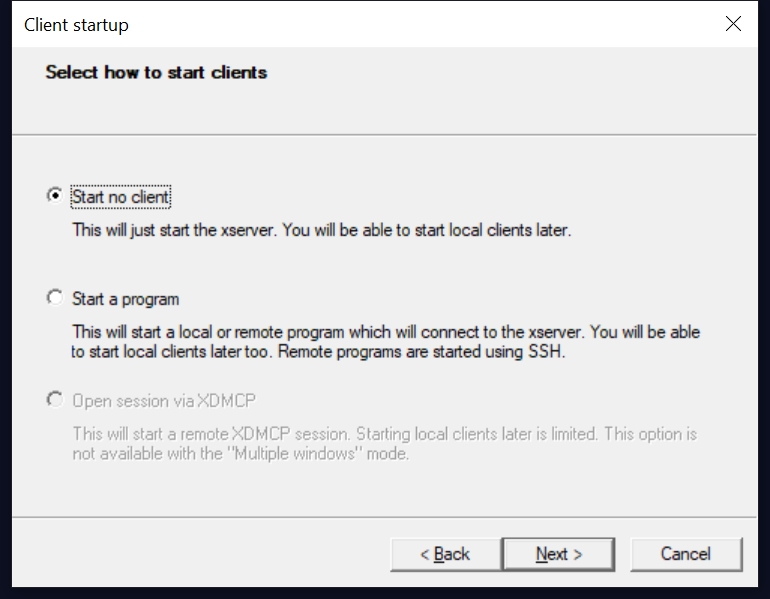 Client startup
Select how to start clients
Start no client
This will just start the xserver. You will be able to start local clients later.
Start a program
This will start a local or remote program which will connect to the xserver. You will be able
to start local clients later too. Remote programs are started using SSH.
Open session via XDMCP
This will start a remote XDMCP session. Starting local clients later is limited. This option is
not available with the "Multiple windows" mode.
< Back Next > Cancel